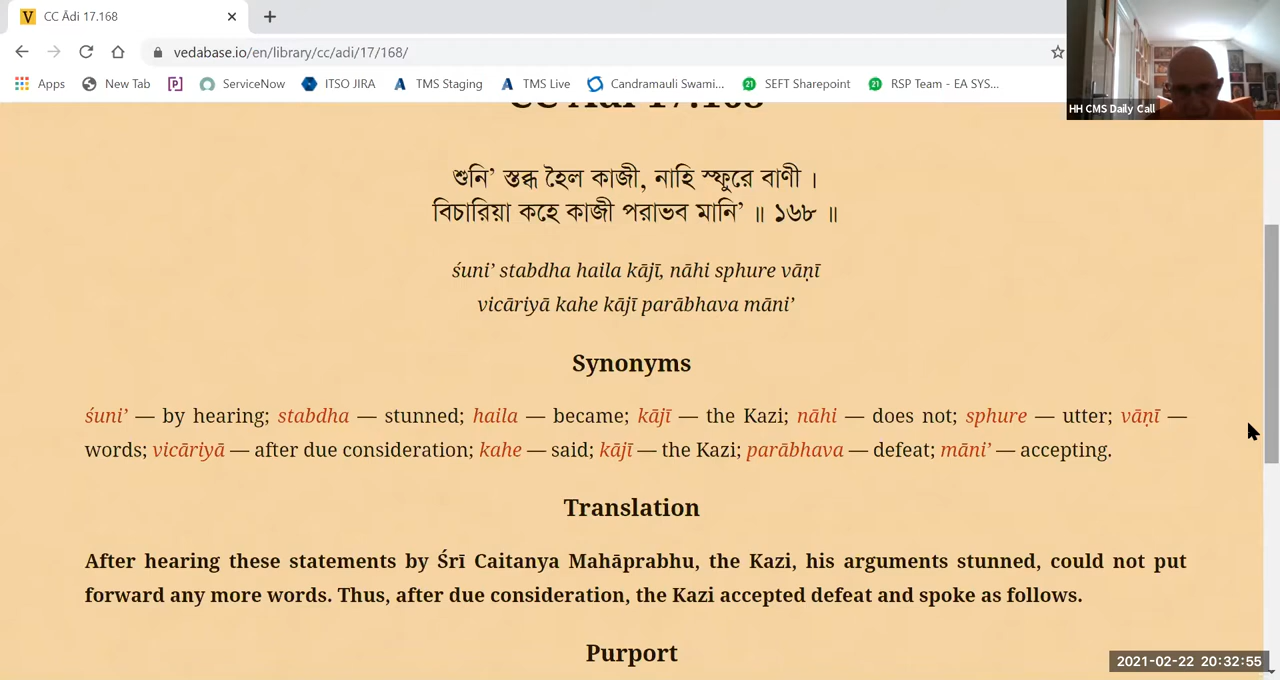 CC Ādi 17.168
vedabase.io/en/library/cc/adi/17/168/
Apps New Tab ServiceNow ITSO JIRA TMS Staging TMS Live Candramauli Swami... SEFT Sharepoint RSP Team - EA SYS...
HH CMS Daily Call
CC Ādi 17.168
শুনি’ স্তব্ধ হৈল কাজী, নাহি স্ফুরে বাণী ।
বিচারিয়া কহে কাজী পরাভব মানি’ ॥ ১৬৮ ॥
śuni’ stabdha haila kājī, nāhi sphure vāṇī
vicāriyā kahe kājī parābhava māni’
Synonyms
śuni’ — by hearing; stabdha — stunned; haila — became; kājī — the Kazi; nāhi — does not; sphure — utter; vāṇī —
words; vicāriyā — after due consideration; kahe — said; kājī — the Kazi; parābhava — defeat; māni’ — accepting.
Translation
After hearing these statements by Śrī Caitanya Mahāprabhu, the Kazi, his arguments stunned, could not put
forward any more words. Thus, after due consideration, the Kazi accepted defeat and spoke as follows.
Purport
2021-02-22 20:32:55